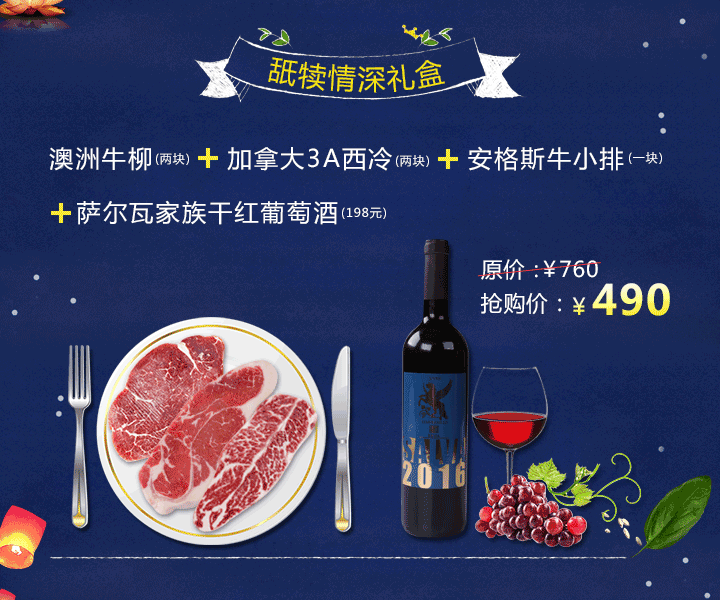 舐犊情深礼盒
澳洲牛柳(两块)+加拿大3A西冷(两块)+安格斯牛小排(一块)
+萨尔瓦家族干红葡萄酒(198元)
原价:¥760
抢购价:¥490
SALVA
2016